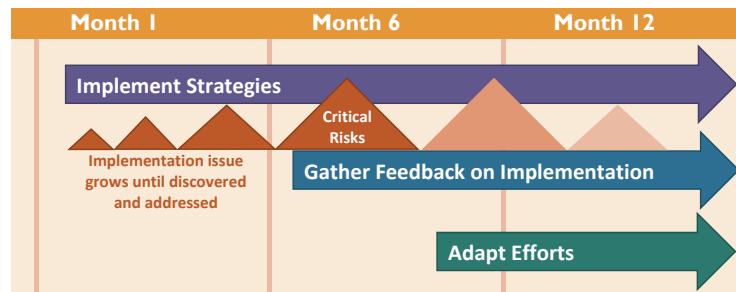 Month 1
Month 6
Month 12
Implement Strategies
Critical
Risks
Implementation issue
grows until discovered
and addressed
Gather Feedback on Implementation
Adapt Efforts